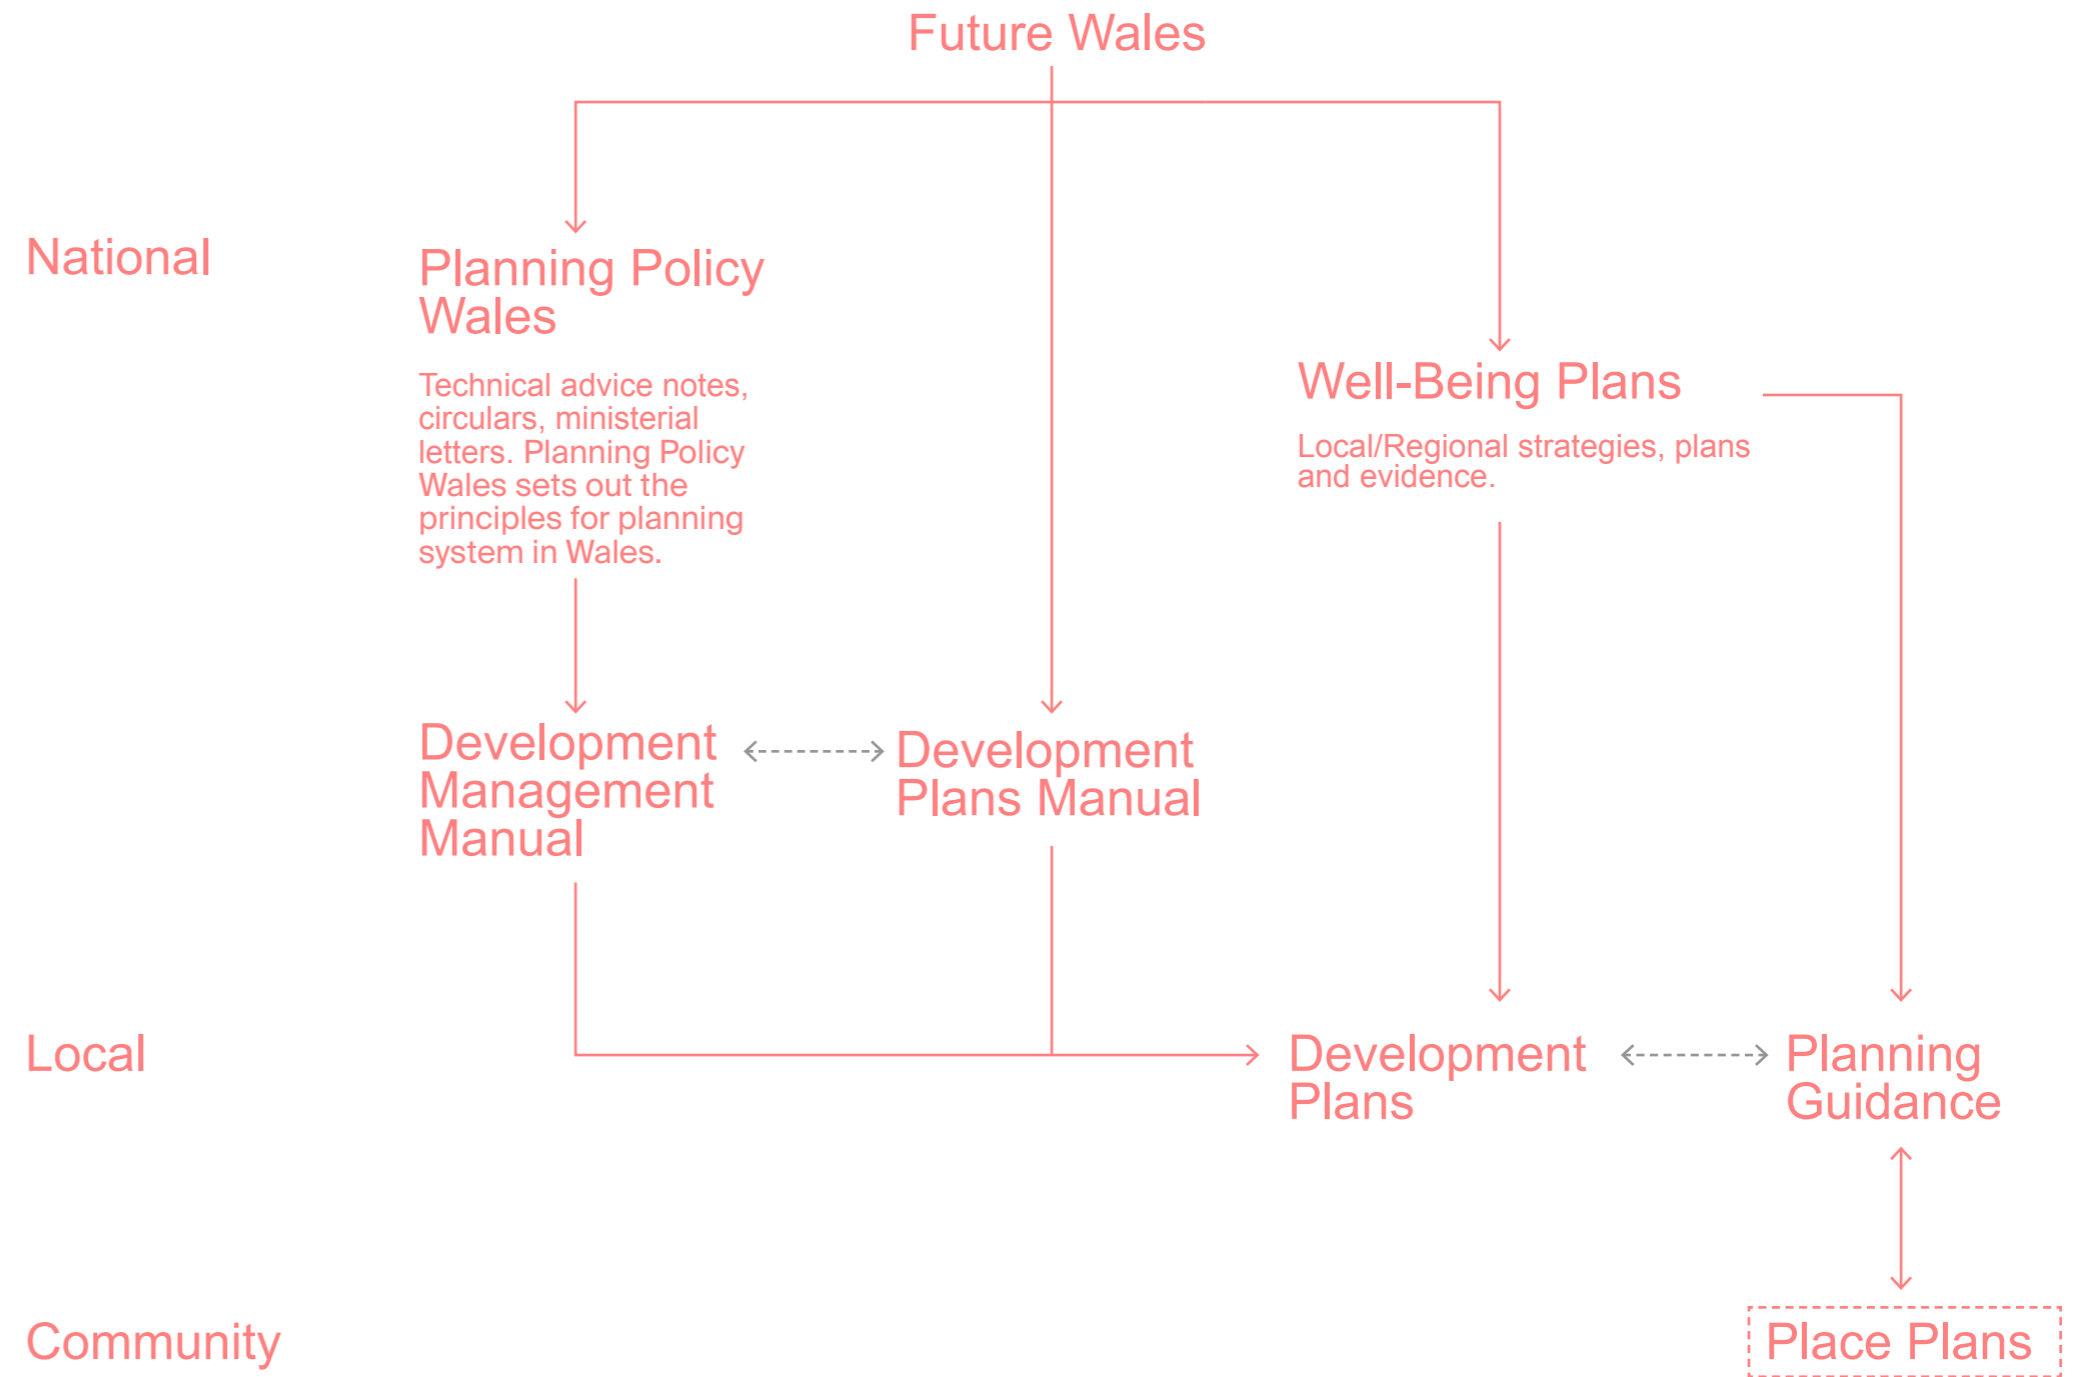 Future Wales
National
Planning Policy
Wales
Technical advice notes,
circulars, ministerial
letters. Planning Policy
Wales sets out the
principles for planning
system in Wales.
Well-Being Plans
Local/Regional strategies, plans
and evidence.
Development
Management
Manual
Development
Plans Manual
Local
Development
Plans
Planning
Guidance
Community
Place Plans